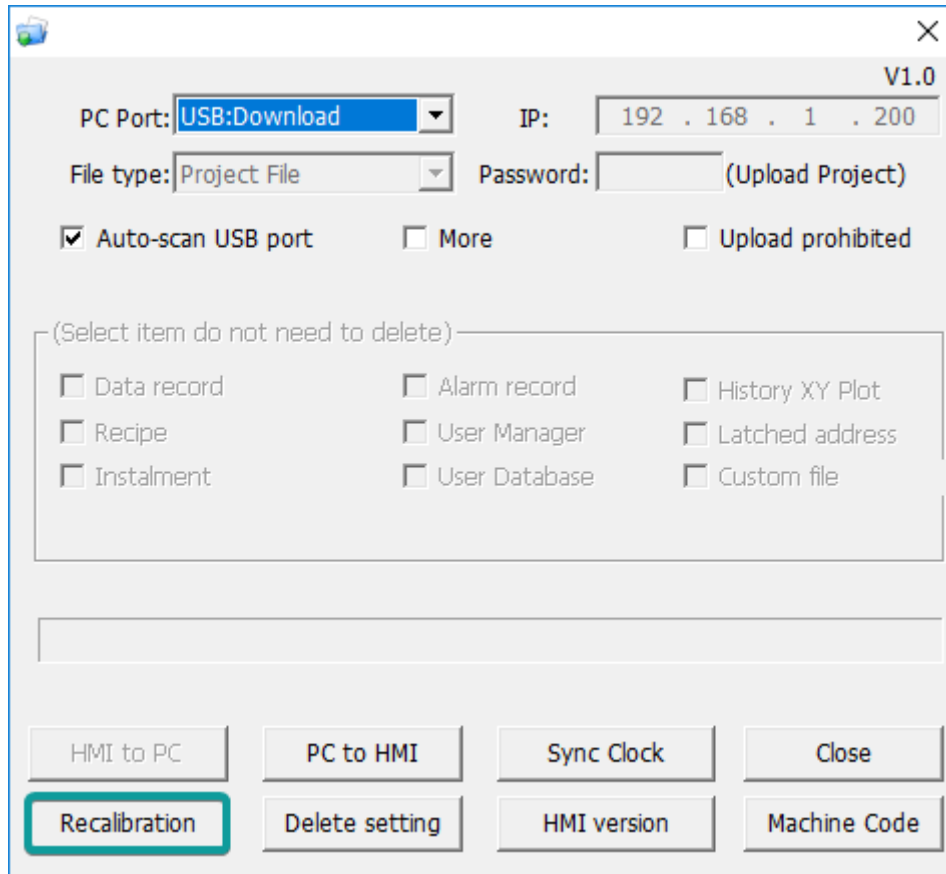 V1.0
PC Port: USB:Download IP: 192 . 168 . 1 . 200
File type: Project File Password: (Upload Project)
Auto-scan USB port More Upload prohibited
(Select item do not need to delete)
Data record Alarm record History XY Plot
Recipe User Manager Latched address
Instalment User Database Custom file
HMI to PC PC to HMI Sync Clock Close
Recalibration Delete setting HMI version Machine Code